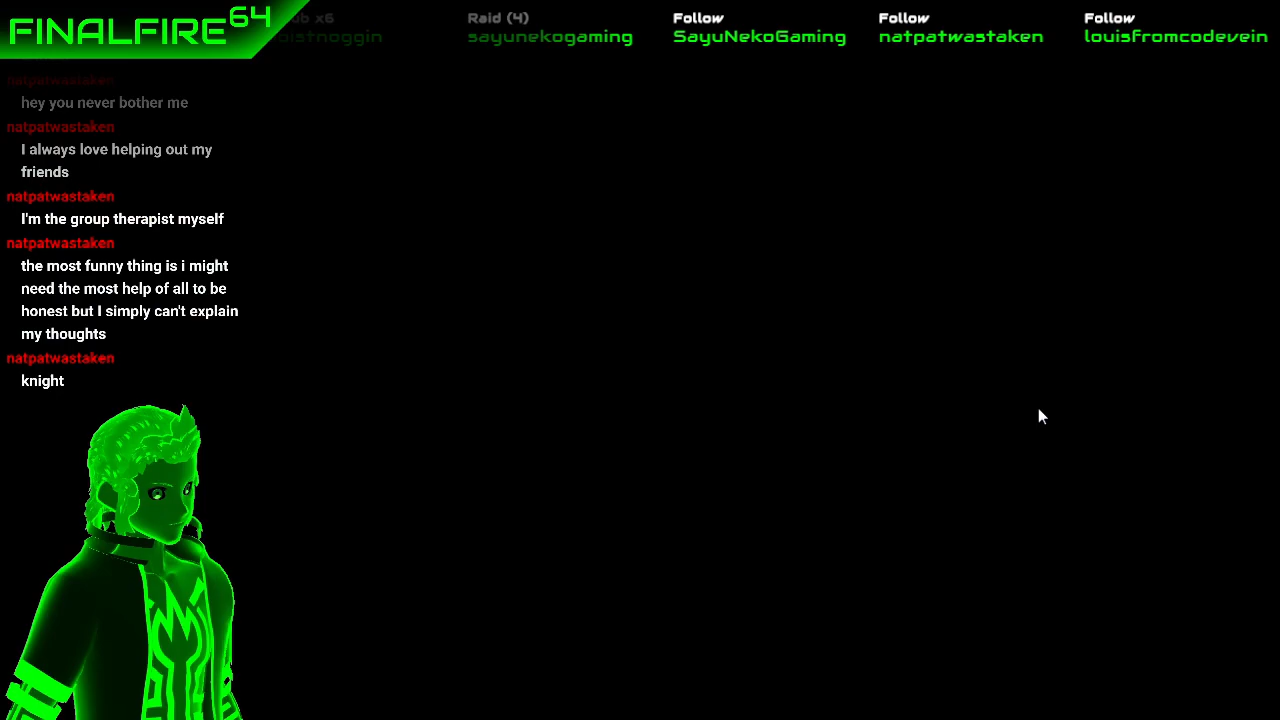 FINALFIRE64
x6 Raid (4) Follow Follow Follow
sayunekogaming SayuNekoGaming natpatwastaken louisfromcodevein
natpatwastaken
hey you never bother me
natpatwastaken
I always love helping out my
friends
natpatwastaken
I'm the group therapist myself
natpatwastaken
the most funny thing is i might
need the most help of all to be
honest but I simply can't explain
my thoughts
natpatwastaken
knight